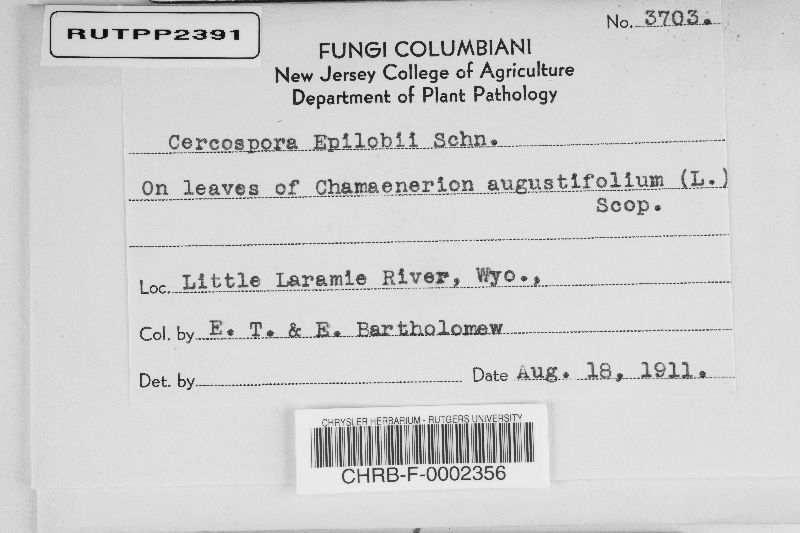 RUTPP2391
No. 3703.
FUNGI COLUMBIANI
New Jersey College of Agriculture
Department of Plant Pathology
Cercospora Epilobii Schn.
On leaves of Chamaenerion augustifolium (L.)
Scop.
Loc. Little Laramie River, Wyo.,
Col. by E. T. & E. Bartholomew
Det. by Date Aug. 18, 1911.
CHRYSLER HERBARIUM - RUTGERS UNIVERSITY
CHRB-F-0002356